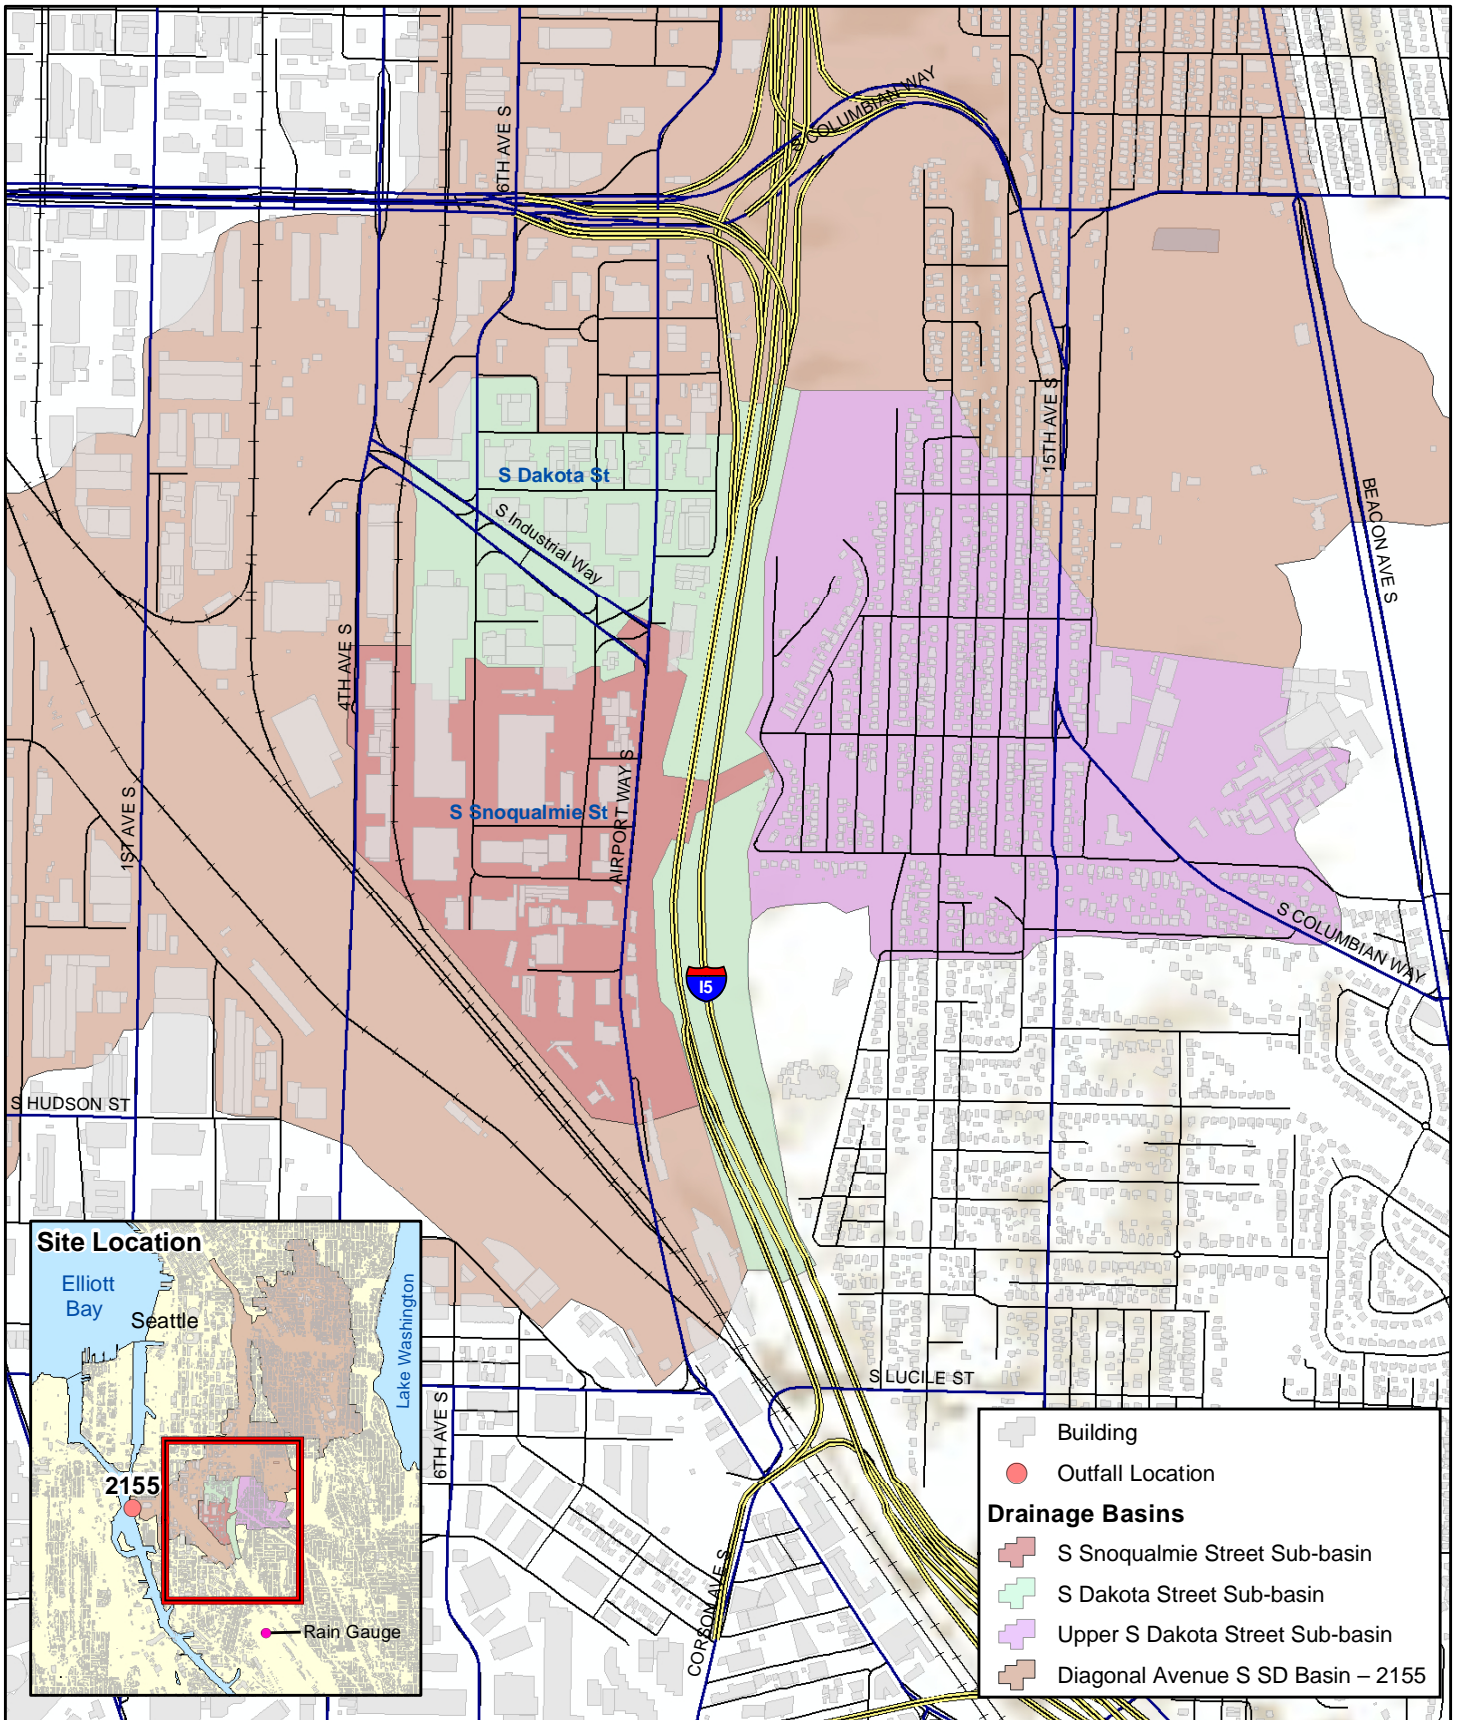 S COLUMBIAN WAY
6TH AVE S
15TH AVE S
S Dakota St
BEACON AVE S
S Industrial Way
4TH AVE S
AIRPORT WAY S
1ST AVE S
S Snoqualmie St
S COLUMBIAN WAY
I5
S HUDSON ST
Site Location
Elliott
Bay
Seattle
Lake Washington
2155
Rain Gauge
6TH AVE S
S LUCILE ST
CORSON AVE S
Building
Outfall Location
Drainage Basins
S Snoqualmie Street Sub-basin
S Dakota Street Sub-basin
Upper S Dakota Street Sub-basin
Diagonal Avenue S SD Basin – 2155